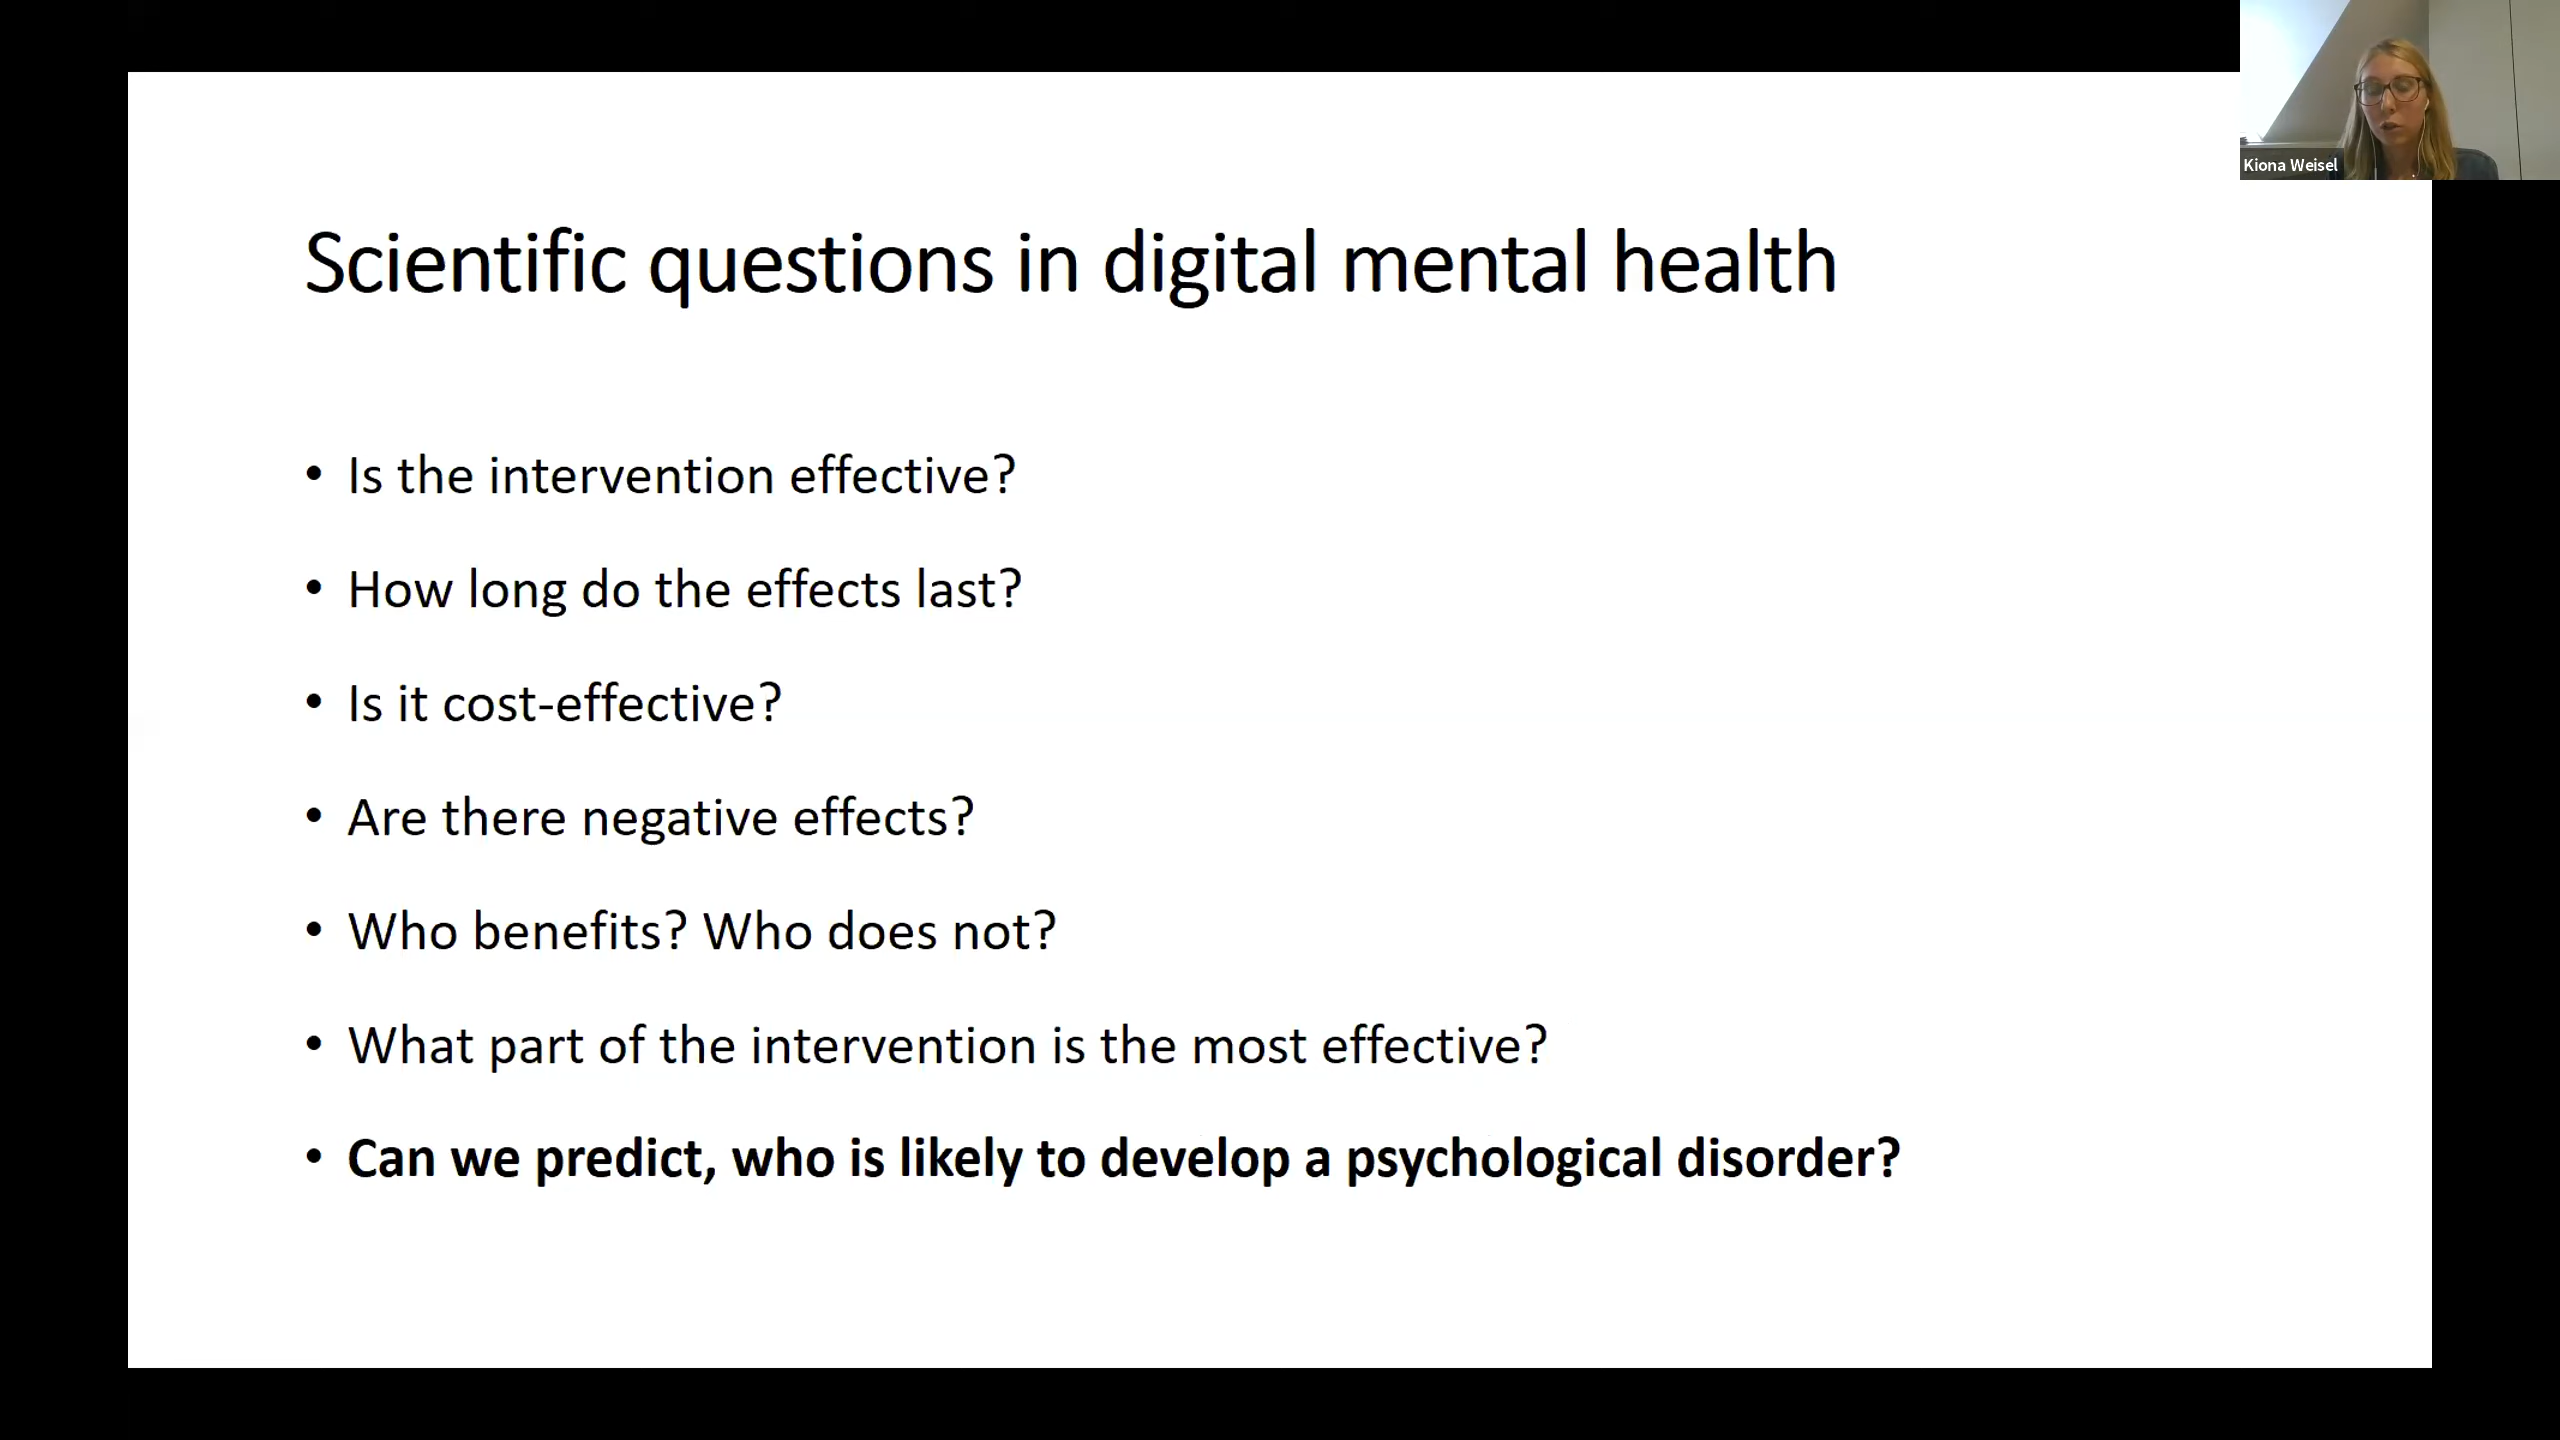 Kiona Weisel
Scientific questions in digital mental health
• Is the intervention effective?
• How long do the effects last?
• Is it cost-effective?
• Are there negative effects?
• Who benefits? Who does not?
• What part of the intervention is the most effective?
• Can we predict, who is likely to develop a psychological disorder?